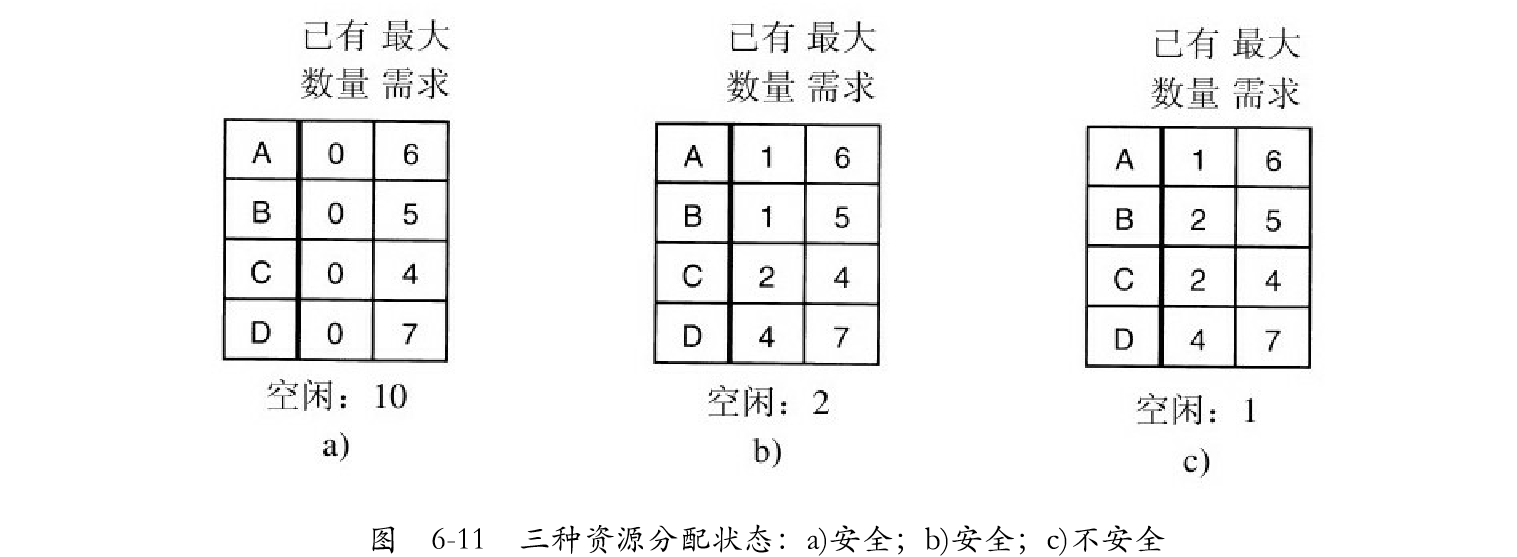 已有 最大
数量 需求
A 0 6
B 0 5
C 0 4
D 0 7
空闲：10
a)
已有 最大
数量 需求
A 1 6
B 1 5
C 2 4
D 4 7
空闲：2
b)
已有 最大
数量 需求
A 1 6
B 2 5
C 2 4
D 4 7
空闲：1
c)
图 6-11 三种资源分配状态：a)安全；b)安全；c)不安全